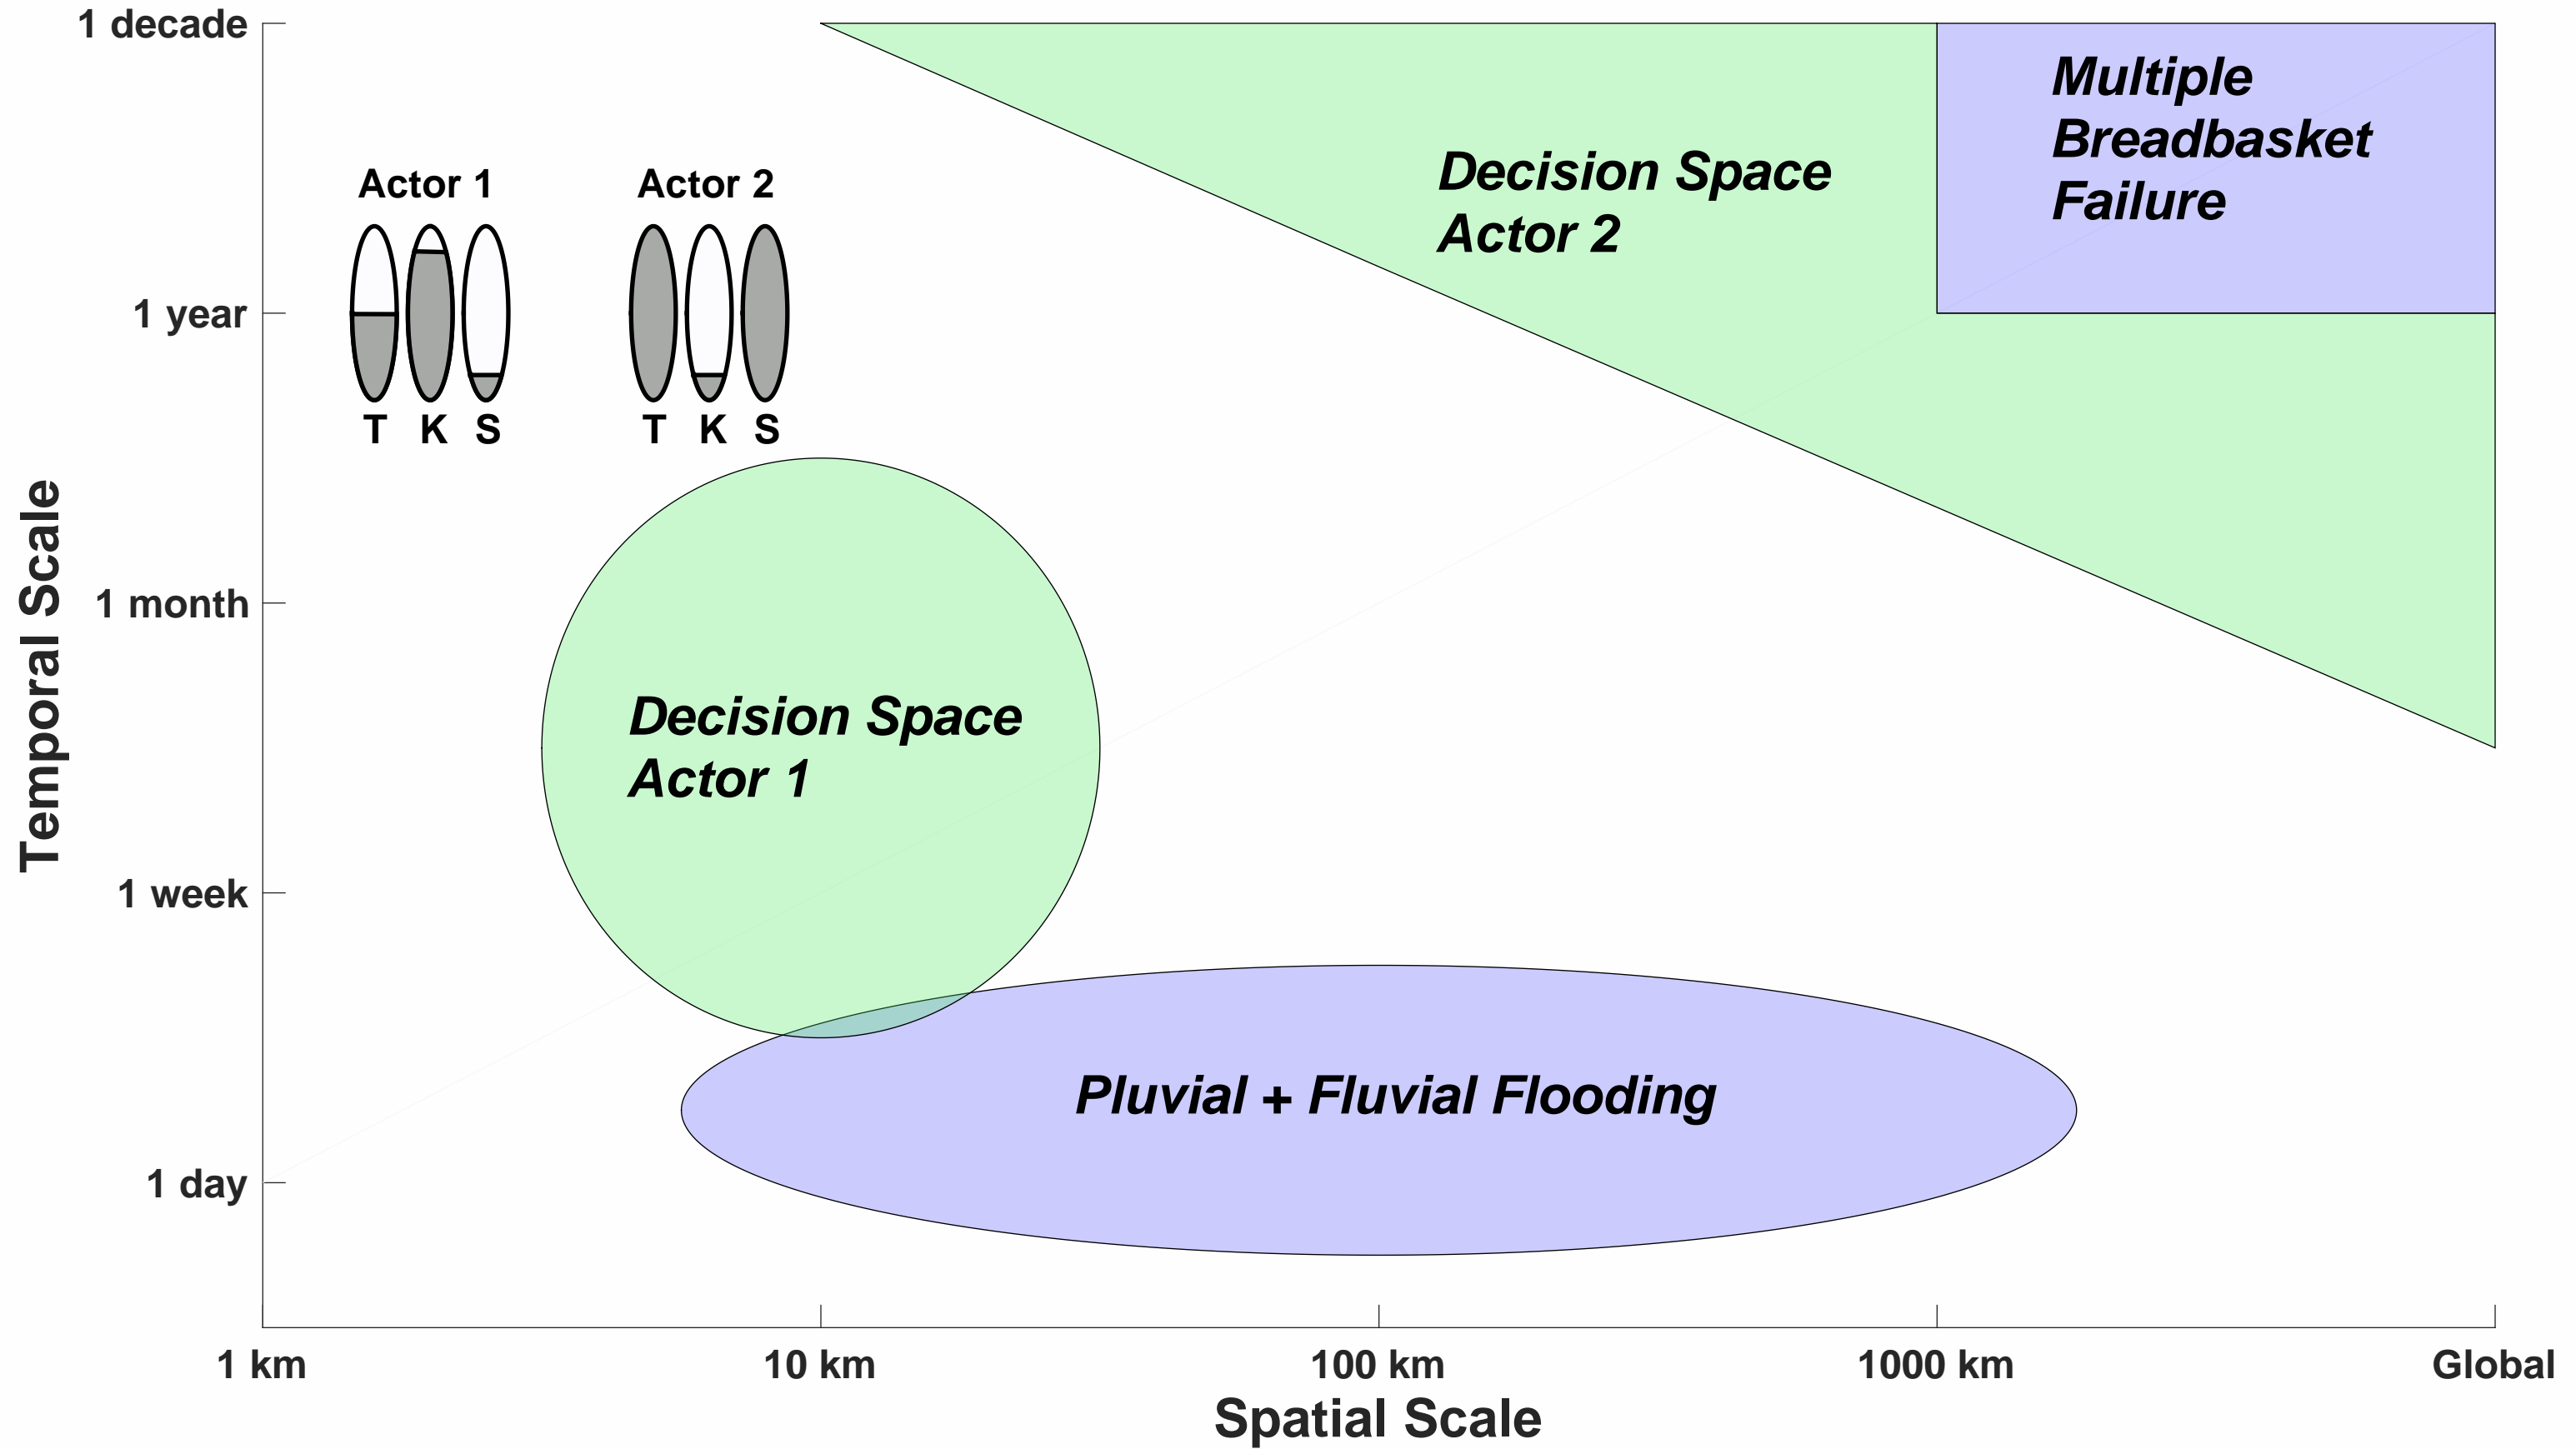 1 decade
1 year
1 month
1 week
1 day
Temporal Scale
Actor 1
T K S
Actor 2
T K S
Decision Space
Actor 2
Multiple
Breadbasket
Failure
Decision Space
Actor 1
Pluvial + Fluvial Flooding
1 km
10 km
100 km
1000 km
Global
Spatial Scale